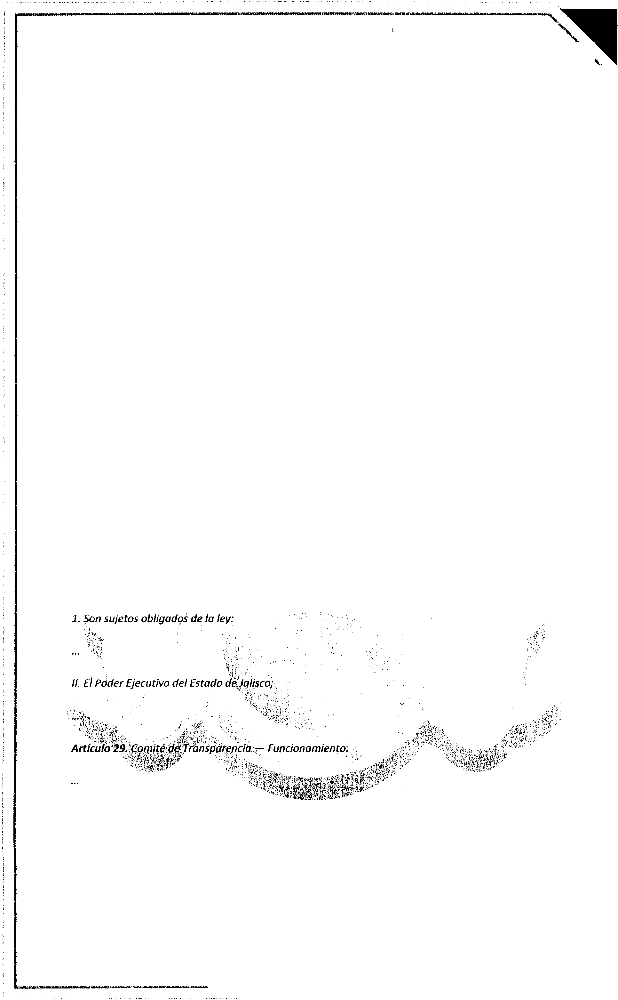 1. Son sujetos obligados de la ley:
...
II. El Poder Ejecutivo del Estado de Jalisco;
...
Artículo 29. Comité de Transparencia — Funcionamiento.
...